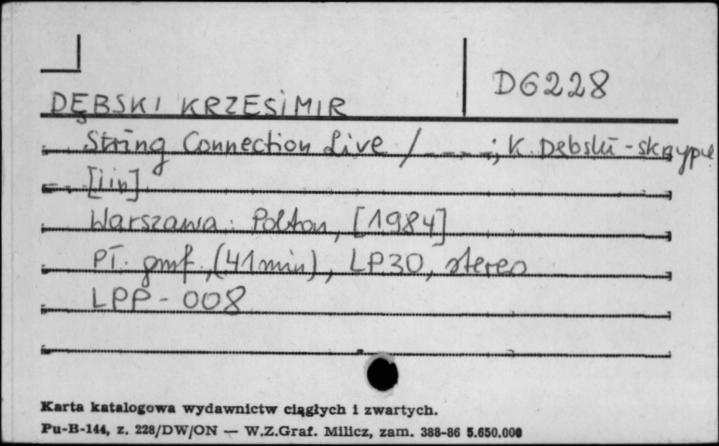 D6228
DĘBSKI KRZESIMIR
String Connection Live / _ _ _ _ ; K. Dębski - skrzypce
[i in]
Warszawa : Polton, [1984]
Pł. gmf., (41 min), LP30, stereo
LPP - 008
Karta katalogowa wydawnictw ciągłych i zwartych.
Pu-B-144, z. 228/DW/ON — W.Z.Graf. Milicz, zam. 388-86 5.650.000